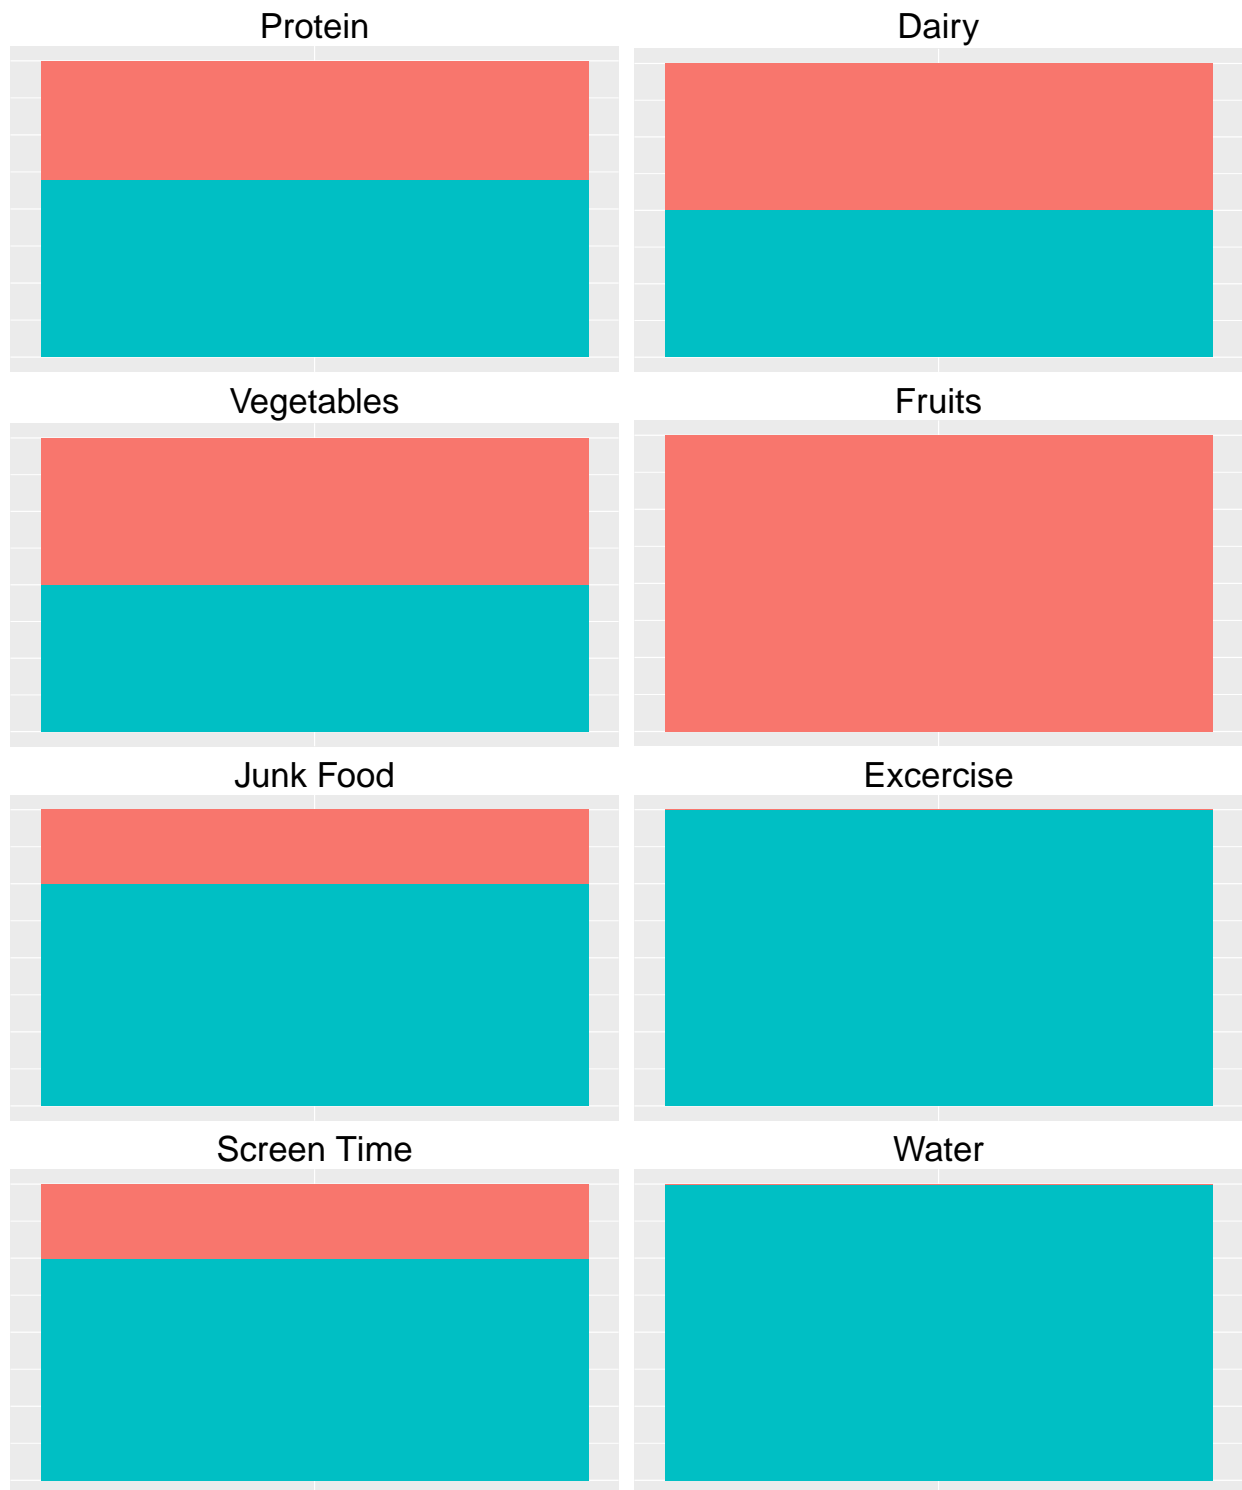 Protein
Dairy
Vegetables
Fruits
Junk Food
Excercise
Screen Time
Water